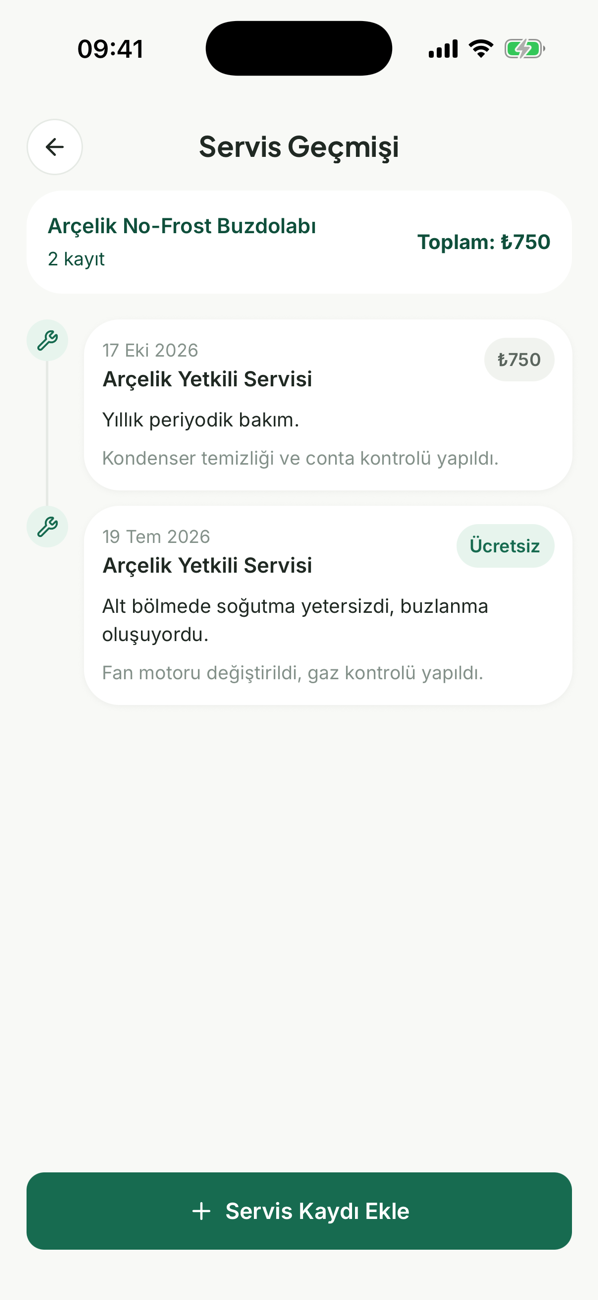 09:41
Servis Geçmişi
Arçelik No-Frost Buzdolabı
2 kayıt
Toplam: ₺750
17 Eki 2026
₺750
Arçelik Yetkili Servisi
Yıllık periyodik bakım.
Kondenser temizliği ve conta kontrolü yapıldı.
19 Tem 2026
Ücretsiz
Arçelik Yetkili Servisi
Alt bölmede soğutma yetersizdi, buzlanma
oluşuyordu.
Fan motoru değiştirildi, gaz kontrolü yapıldı.
+ Servis Kaydı Ekle